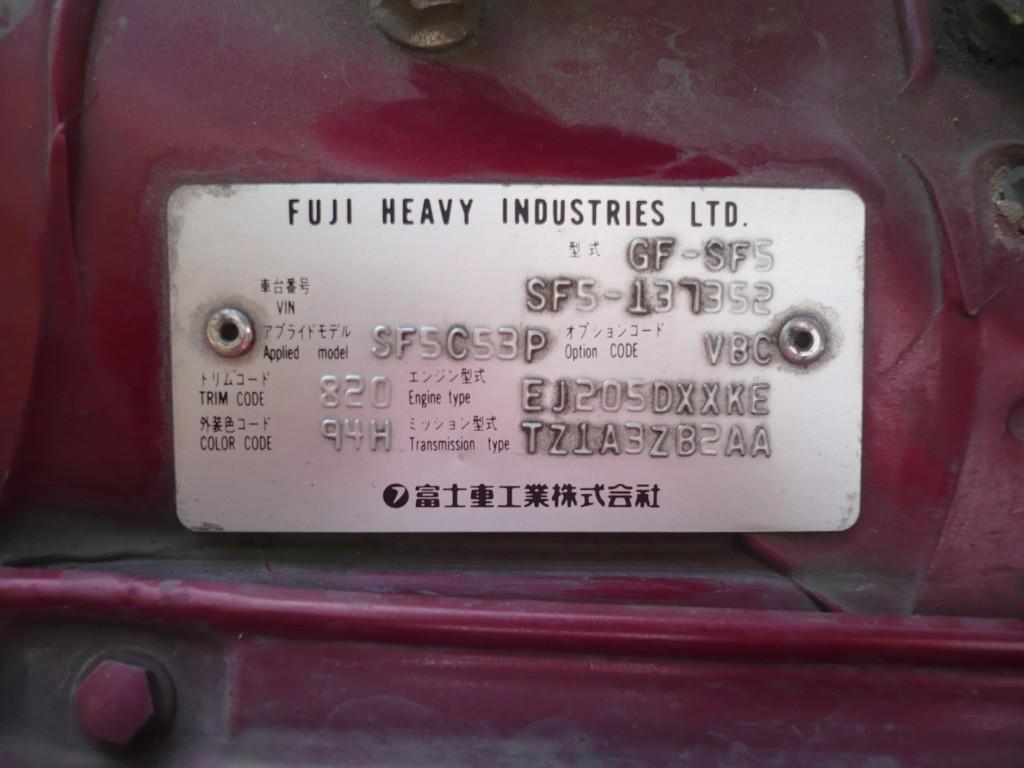 FUJI HEAVY INDUSTRIES LTD.
型式 GF-SF5
車台番号 VIN SF5-137352
アプライドモデル Applied model SF5C53P オプションコード Option CODE VBC
トリムコード TRIM CODE 820 エンジン型式 Engine type EJ205DXXKE
外装色コード COLOR CODE 94H ミッション型式 Transmission type TZ1A3ZB2AA
富士重工業株式会社